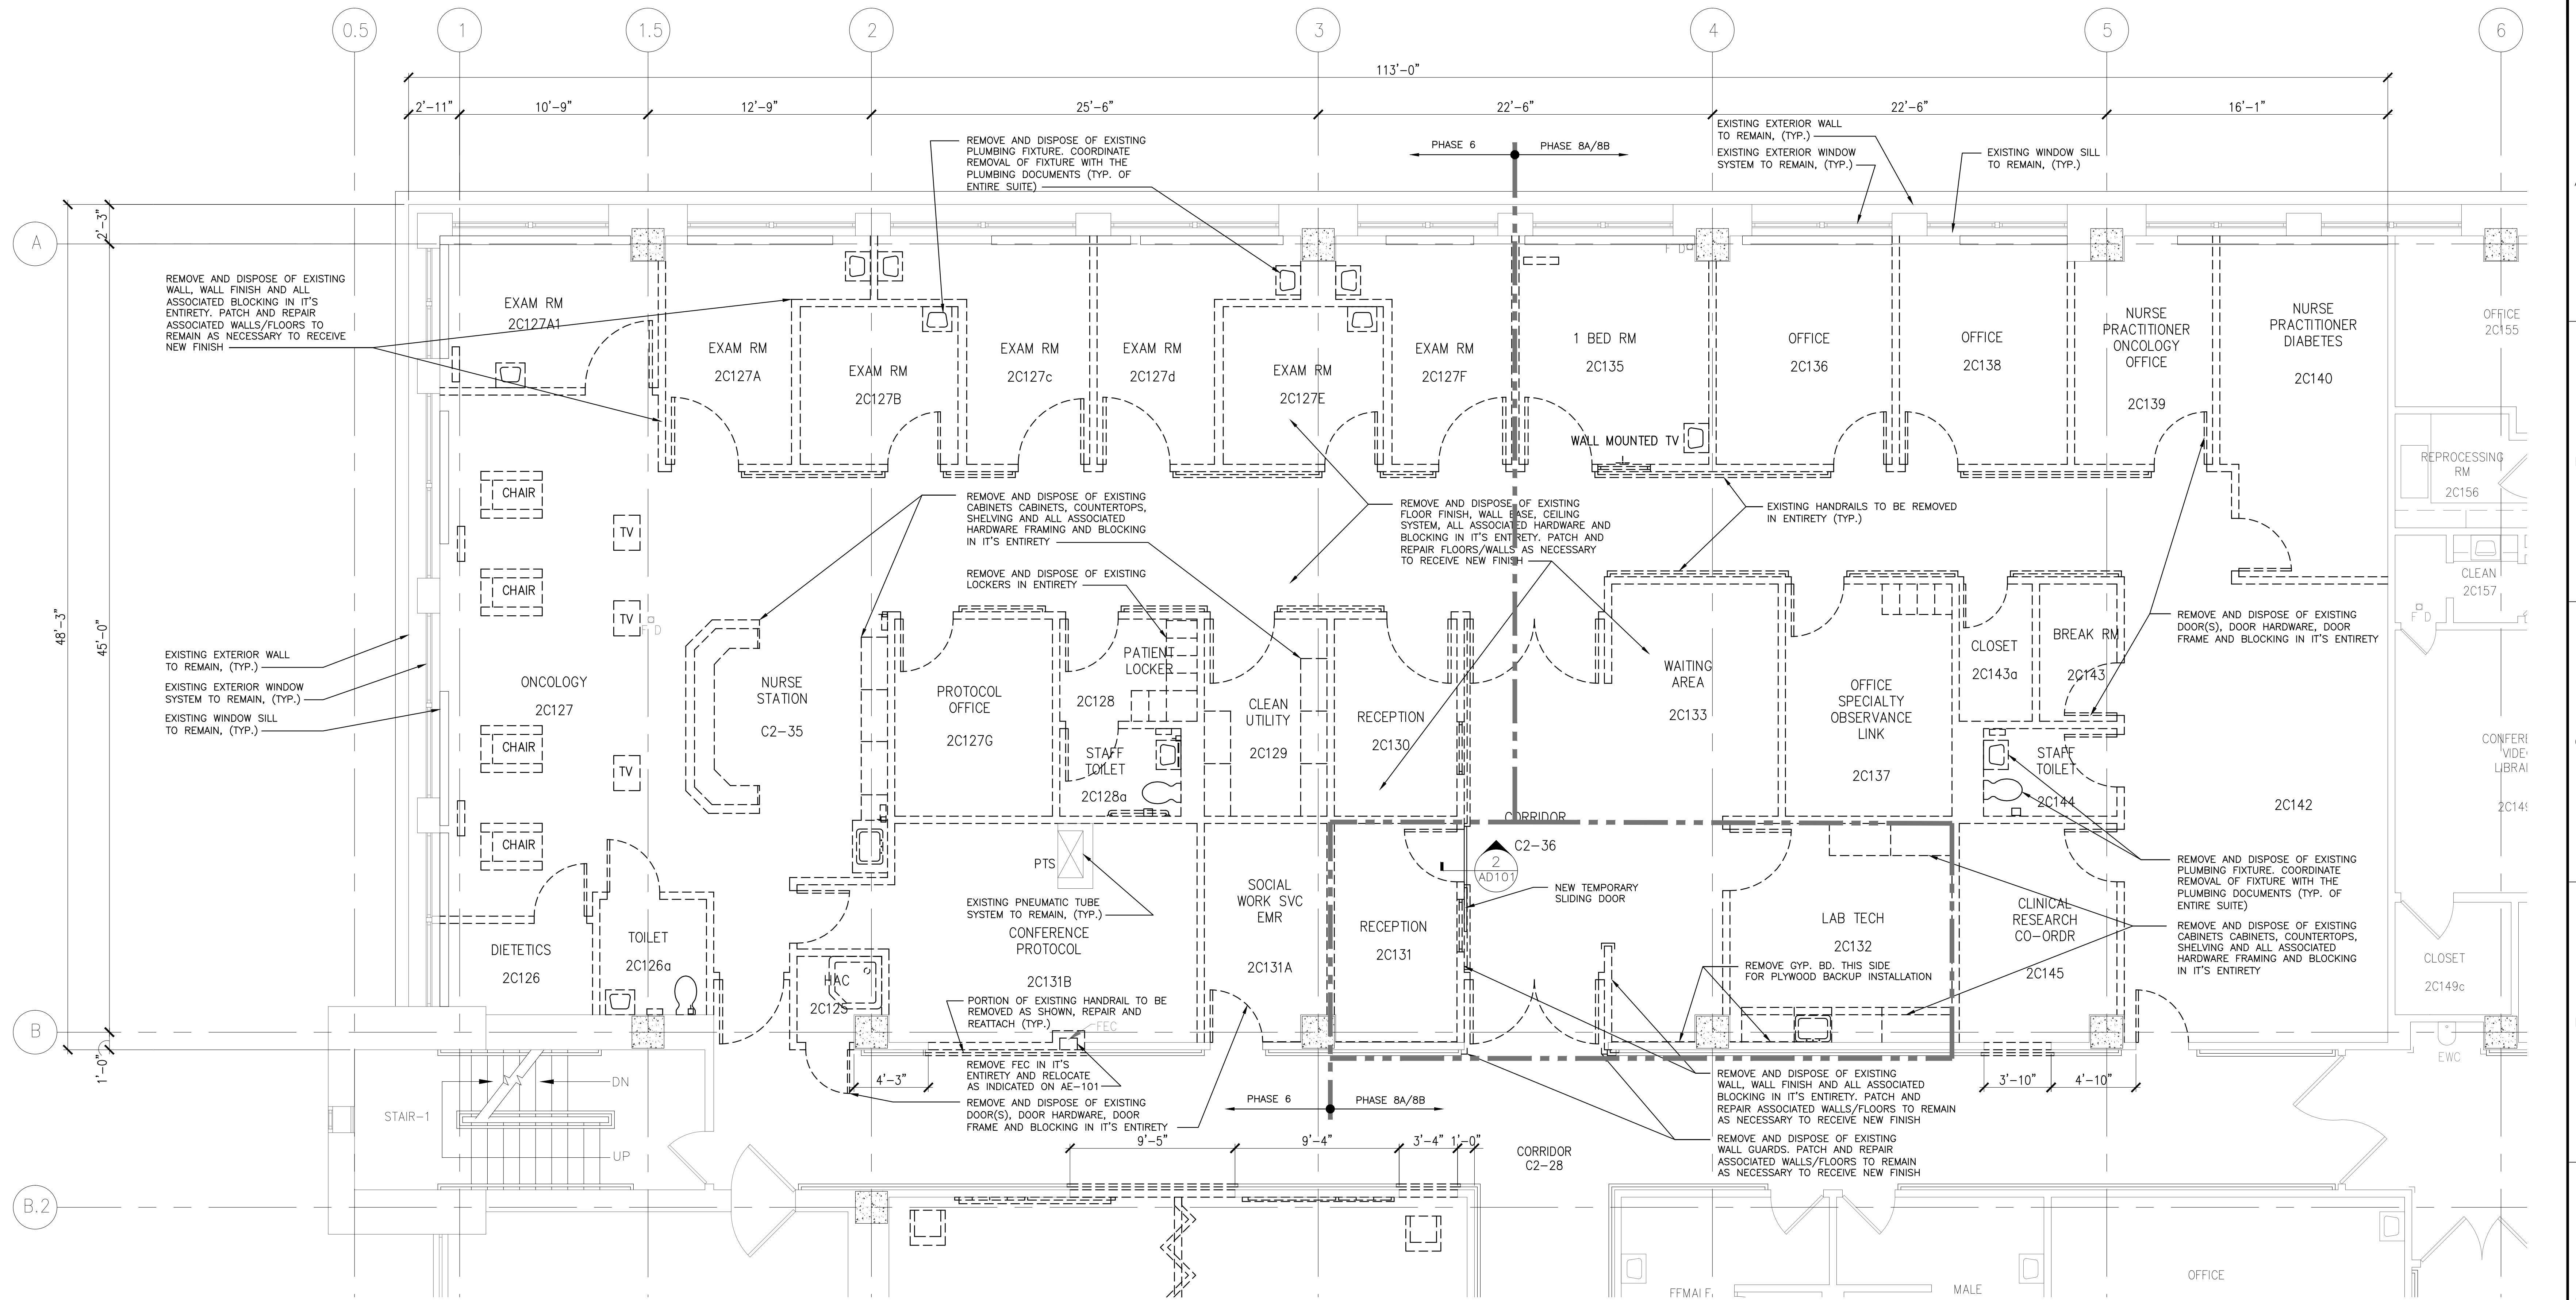 0.5
1
1.5
2
3
4
5
6
113'-0"
2'-11"
10'-9"
12'-9"
25'-6"
22'-6"
22'-6"
16'-1"
PHASE 6
PHASE 8A/8B
REMOVE AND DISPOSE OF EXISTING
PLUMBING FIXTURE. COORDINATE
REMOVAL OF FIXTURE WITH THE
PLUMBING DOCUMENTS (TYP. OF
ENTIRE SUITE)
EXISTING EXTERIOR WALL
TO REMAIN, (TYP.)
EXISTING EXTERIOR WINDOW
SYSTEM TO REMAIN, (TYP.)
EXISTING WINDOW SILL
TO REMAIN, (TYP.)
A
2'-3"
48'-3"
45'-0"
1'-0"
REMOVE AND DISPOSE OF EXISTING
WALL, WALL FINISH AND ALL
ASSOCIATED BLOCKING IN IT'S
ENTIRETY. PATCH AND REPAIR
ASSOCIATED WALLS/FLOORS TO
REMAIN AS NECESSARY TO RECEIVE
NEW FINISH
EXAM RM
2C127A1
EXAM RM
2C127A
EXAM RM
2C127B
EXAM RM
2C127c
EXAM RM
2C127d
EXAM RM
2C127E
EXAM RM
2C127F
F D
1 BED RM
2C135
WALL MOUNTED TV
OFFICE
2C136
OFFICE
2C138
NURSE
PRACTITIONER
ONCOLOGY
OFFICE
2C139
NURSE
PRACTITIONER
DIABETES
2C140
OFFICE
2C155
REPROCESSING
RM
2C156
CLEAN
2C157
F D
CHAIR
CHAIR
CHAIR
CHAIR
TV
TV
TV
F D
REMOVE AND DISPOSE OF EXISTING
CABINETS CABINETS, COUNTERTOPS,
SHELVING AND ALL ASSOCIATED
HARDWARE FRAMING AND BLOCKING
IN IT'S ENTIRETY
REMOVE AND DISPOSE OF EXISTING
LOCKERS IN ENTIRETY
REMOVE AND DISPOSE OF EXISTING
FLOOR FINISH, WALL BASE, CEILING
SYSTEM, ALL ASSOCIATED HARDWARE AND
BLOCKING IN IT'S ENTIRETY. PATCH AND
REPAIR FLOORS/WALLS AS NECESSARY
TO RECEIVE NEW FINISH
EXISTING HANDRAILS TO BE REMOVED
IN ENTIRETY (TYP.)
REMOVE AND DISPOSE OF EXISTING
DOOR(S), DOOR HARDWARE, DOOR
FRAME AND BLOCKING IN IT'S ENTIRETY
EXISTING EXTERIOR WALL
TO REMAIN, (TYP.)
EXISTING EXTERIOR WINDOW
SYSTEM TO REMAIN, (TYP.)
EXISTING WINDOW SILL
TO REMAIN, (TYP.)
ONCOLOGY
2C127
NURSE
STATION
C2-35
PROTOCOL
OFFICE
2C127G
PATIENT
LOCKER
2C128
STAFF
TOILET
2C128a
CLEAN
UTILITY
2C129
RECEPTION
2C130
WAITING
AREA
2C133
OFFICE
SPECIALTY
OBSERVANCE
LINK
2C137
CLOSET
2C143a
BREAK RM
2C143
STAFF
TOILET
2C144
2C142
CORRIDOR
C2-36
2
AD101
NEW TEMPORARY
SLIDING DOOR
PTS
EXISTING PNEUMATIC TUBE
SYSTEM TO REMAIN, (TYP.)
CONFERENCE
PROTOCOL
2C131B
SOCIAL
WORK SVC
EMR
2C131A
RECEPTION
2C131
LAB TECH
2C132
REMOVE GYP. BD. THIS SIDE
FOR PLYWOOD BACKUP INSTALLATION
CLINICAL
RESEARCH
CO-ORDR
2C145
REMOVE AND DISPOSE OF EXISTING
PLUMBING FIXTURE. COORDINATE
REMOVAL OF FIXTURE WITH THE
PLUMBING DOCUMENTS (TYP. OF
ENTIRE SUITE)
REMOVE AND DISPOSE OF EXISTING
CABINETS CABINETS, COUNTERTOPS,
SHELVING AND ALL ASSOCIATED
HARDWARE FRAMING AND BLOCKING
IN IT'S ENTIRETY
CLOSET
2C149c
EWC
DIETETICS
2C126
TOILET
2C126a
HAC
2C125
PORTION OF EXISTING HANDRAIL TO BE
REMOVED AS SHOWN, REPAIR AND
REATTACH (TYP.)
FEC
REMOVE FEC IN IT'S
ENTIRETY AND RELOCATE
AS INDICATED ON AE-101
REMOVE AND DISPOSE OF EXISTING
DOOR(S), DOOR HARDWARE, DOOR
FRAME AND BLOCKING IN IT'S ENTIRETY
B
4'-3"
3'-10"
4'-10"
PHASE 6
PHASE 8A/8B
REMOVE AND DISPOSE OF EXISTING
WALL, WALL FINISH AND ALL ASSOCIATED
BLOCKING IN IT'S ENTIRETY. PATCH AND
REPAIR ASSOCIATED WALLS/FLOORS TO REMAIN
AS NECESSARY TO RECEIVE NEW FINISH
REMOVE AND DISPOSE OF EXISTING
WALL GUARDS. PATCH AND REPAIR
ASSOCIATED WALLS/FLOORS TO REMAIN
AS NECESSARY TO RECEIVE NEW FINISH
STAIR-1
DN
UP
9'-5"
9'-4"
3'-4"
1'-0"
CORRIDOR
C2-28
B.2
FEMALE
MALE
OFFICE